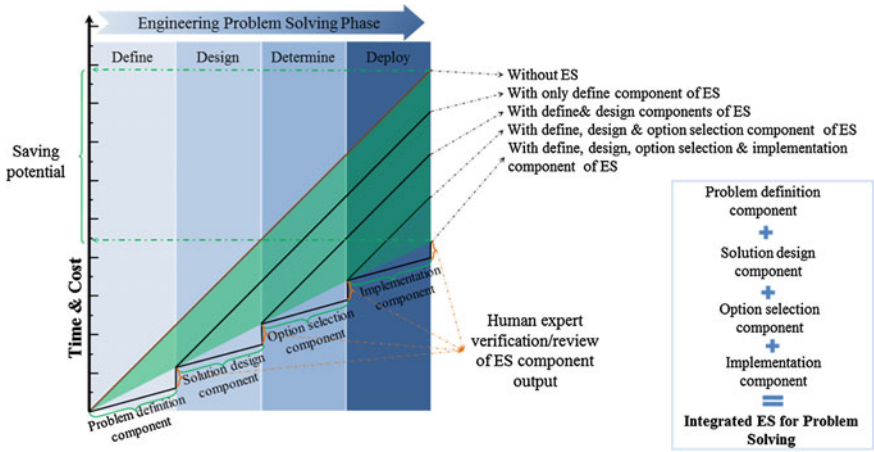 Engineering Problem Solving Phase
Define
Design
Determine
Deploy
Without ES
With only define component of ES
With define& design components of ES
With define, design & option selection component of ES
With define, design, option selection & implementation
component of ES
Saving
potential
Time & Cost
Problem definition
component
Solution design
component
Option selection
component
Implementation
component
Human expert
verification/review
of ES component
output
Problem definition
component
+
Solution design
component
+
Option selection
component
+
Implementation
component
=
Integrated ES for Problem
Solving